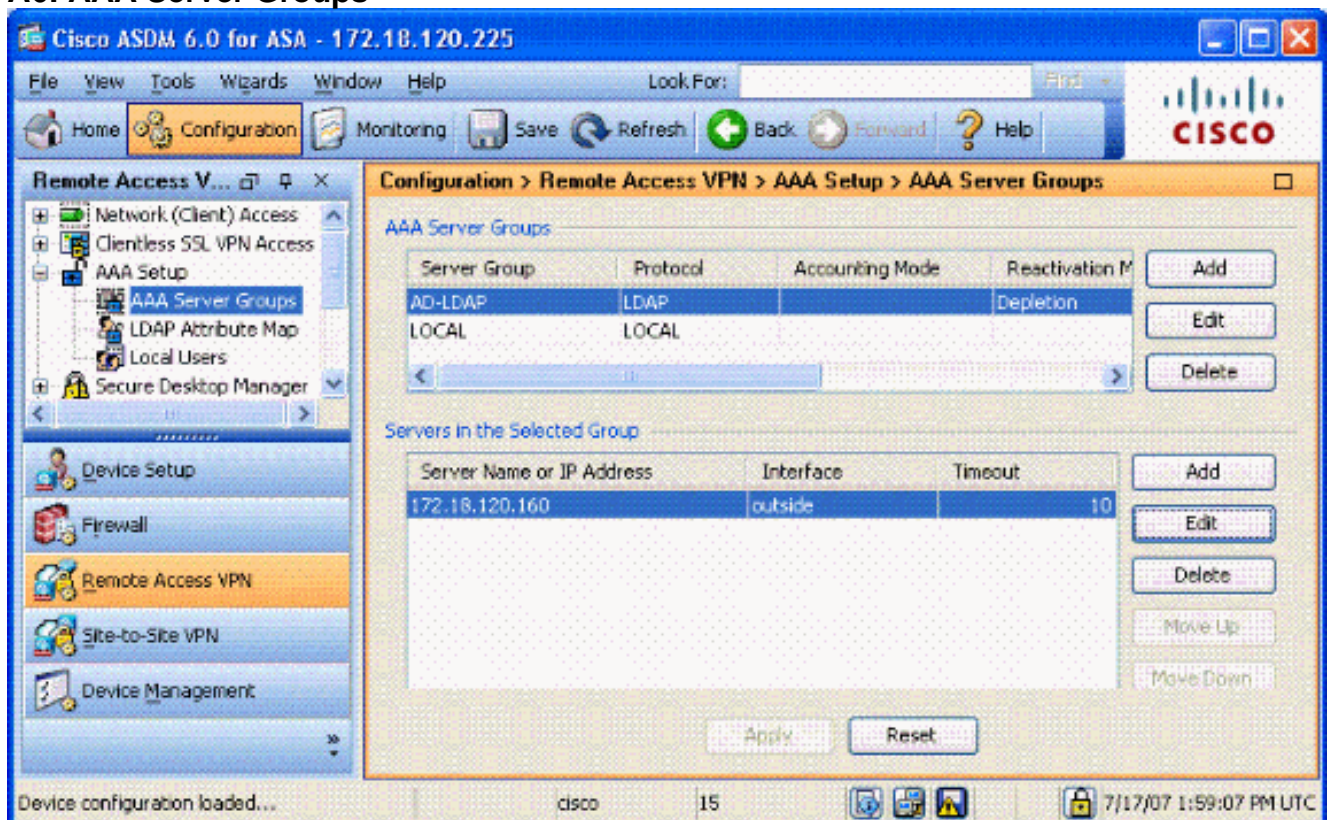 Cisco ASDM 6.0 for ASA - 172.18.120.225
File View Tools Wizards Window Help Look For: Find
Home Configuration Monitoring Save Refresh Back Forward Help
CISCO
Remote Access V...
Network (Client) Access
Clientless SSL VPN Access
AAA Setup
AAA Server Groups
LDAP Attribute Map
Local Users
Secure Desktop Manager
Device Setup
Firewall
Remote Access VPN
Site-to-Site VPN
Device Management
Configuration > Remote Access VPN > AAA Setup > AAA Server Groups
AAA Server Groups
Server Group Protocol Accounting Mode Reactivation M
AD-LDAP LDAP Depletion
LOCAL LOCAL
Add
Edit
Delete
Servers in the Selected Group
Server Name or IP Address Interface Timeout
172.18.120.160 outside 10
Add
Edit
Delete
Move Up
Move Down
Apply Reset
Device configuration loaded... cisco 15 7/17/07 1:59:07 PM UTC